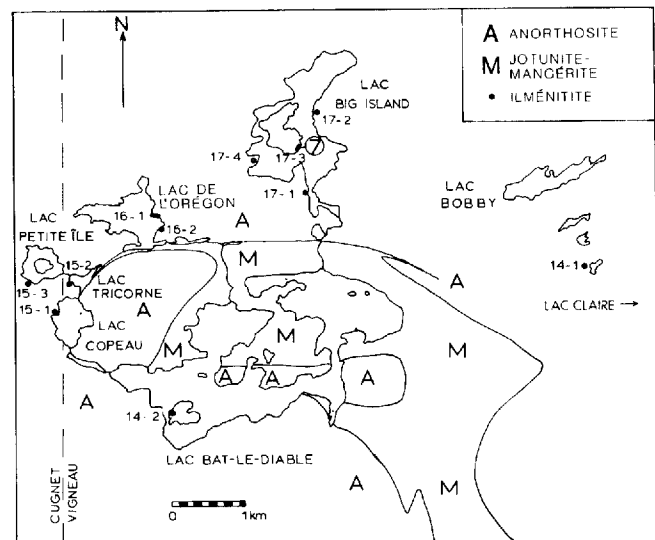 N
A ANORTHOSITE
M JOTUNITE-
MANGÉRITE
• ILMÉNITITE
LAC
BIG ISLAND
17-2
17-4
17-3
7
17-1
LAC
BOBBY
LAC DE
L'ORÉGON
16-1
16-2
A
LAC
PETITE ÎLE
M
15-2
14-1
A
15-3
LAC
TRICORNE
LAC CLAIRE →
15-1
A
LAC
COPEAU
M
M
M
A
A
A
A
14-2
LAC BAT-LE-DIABLE
A
M
CUGNET
VIGNEAU
0
1km